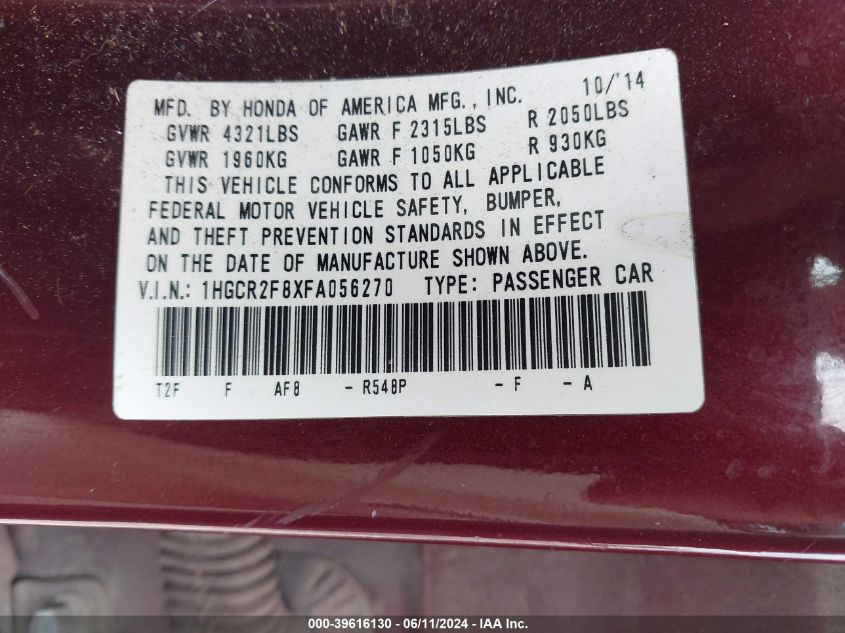 MFD. BY HONDA OF AMERICA MFG., INC. 10/'14
GVWR 4321LBS GAWR F 2315LBS R 2050LBS
GVWR 1960KG GAWR F 1050KG R 930KG
THIS VEHICLE CONFORMS TO ALL APPLICABLE
FEDERAL MOTOR VEHICLE SAFETY, BUMPER,
AND THEFT PREVENTION STANDARDS IN EFFECT
ON THE DATE OF MANUFACTURE SHOWN ABOVE.
V.I.N.: 1HGCR2F8XFA056270 TYPE: PASSENGER CAR
T2F F AF8 - R548P - F - A
000-39616130 - 06/11/2024 - IAA Inc.